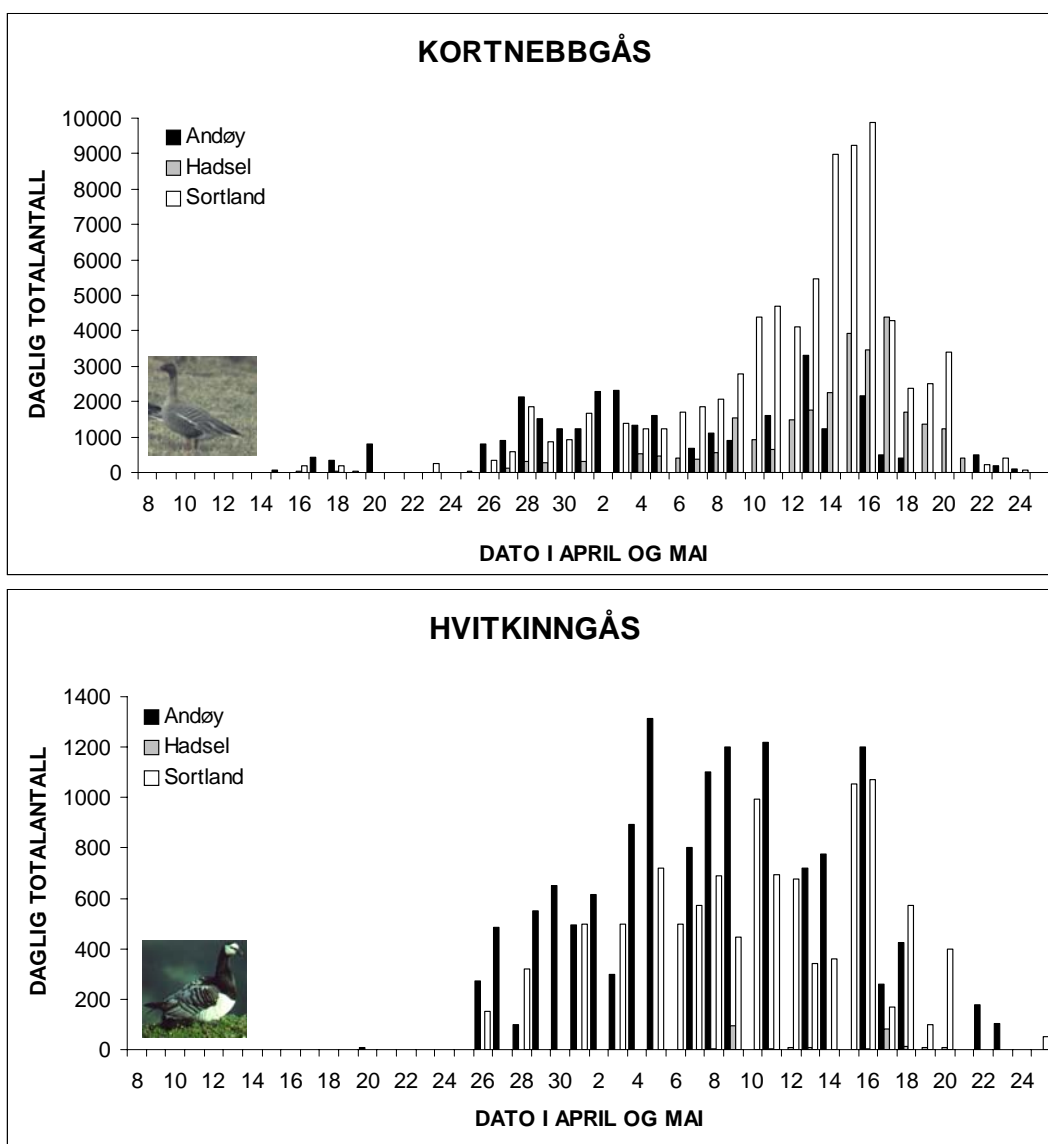 KORTNEBBGÅS
DAGLIG TOTALANTALL
10000
9000
8000
7000
6000
5000
4000
3000
2000
1000
0
Andøy
Hadsel
Sortland
8 10 12 14 16 18 20 22 24 26 28 30 2 4 6 8 10 12 14 16 18 20 22 24
DATO I APRIL OG MAI
HVITKINNGÅS
DAGLIG TOTALANTALL
1400
1200
1000
800
600
400
200
0
Andøy
Hadsel
Sortland
8 10 12 14 16 18 20 22 24 26 28 30 2 4 6 8 10 12 14 16 18 20 22 24
DATO I APRIL OG MAI